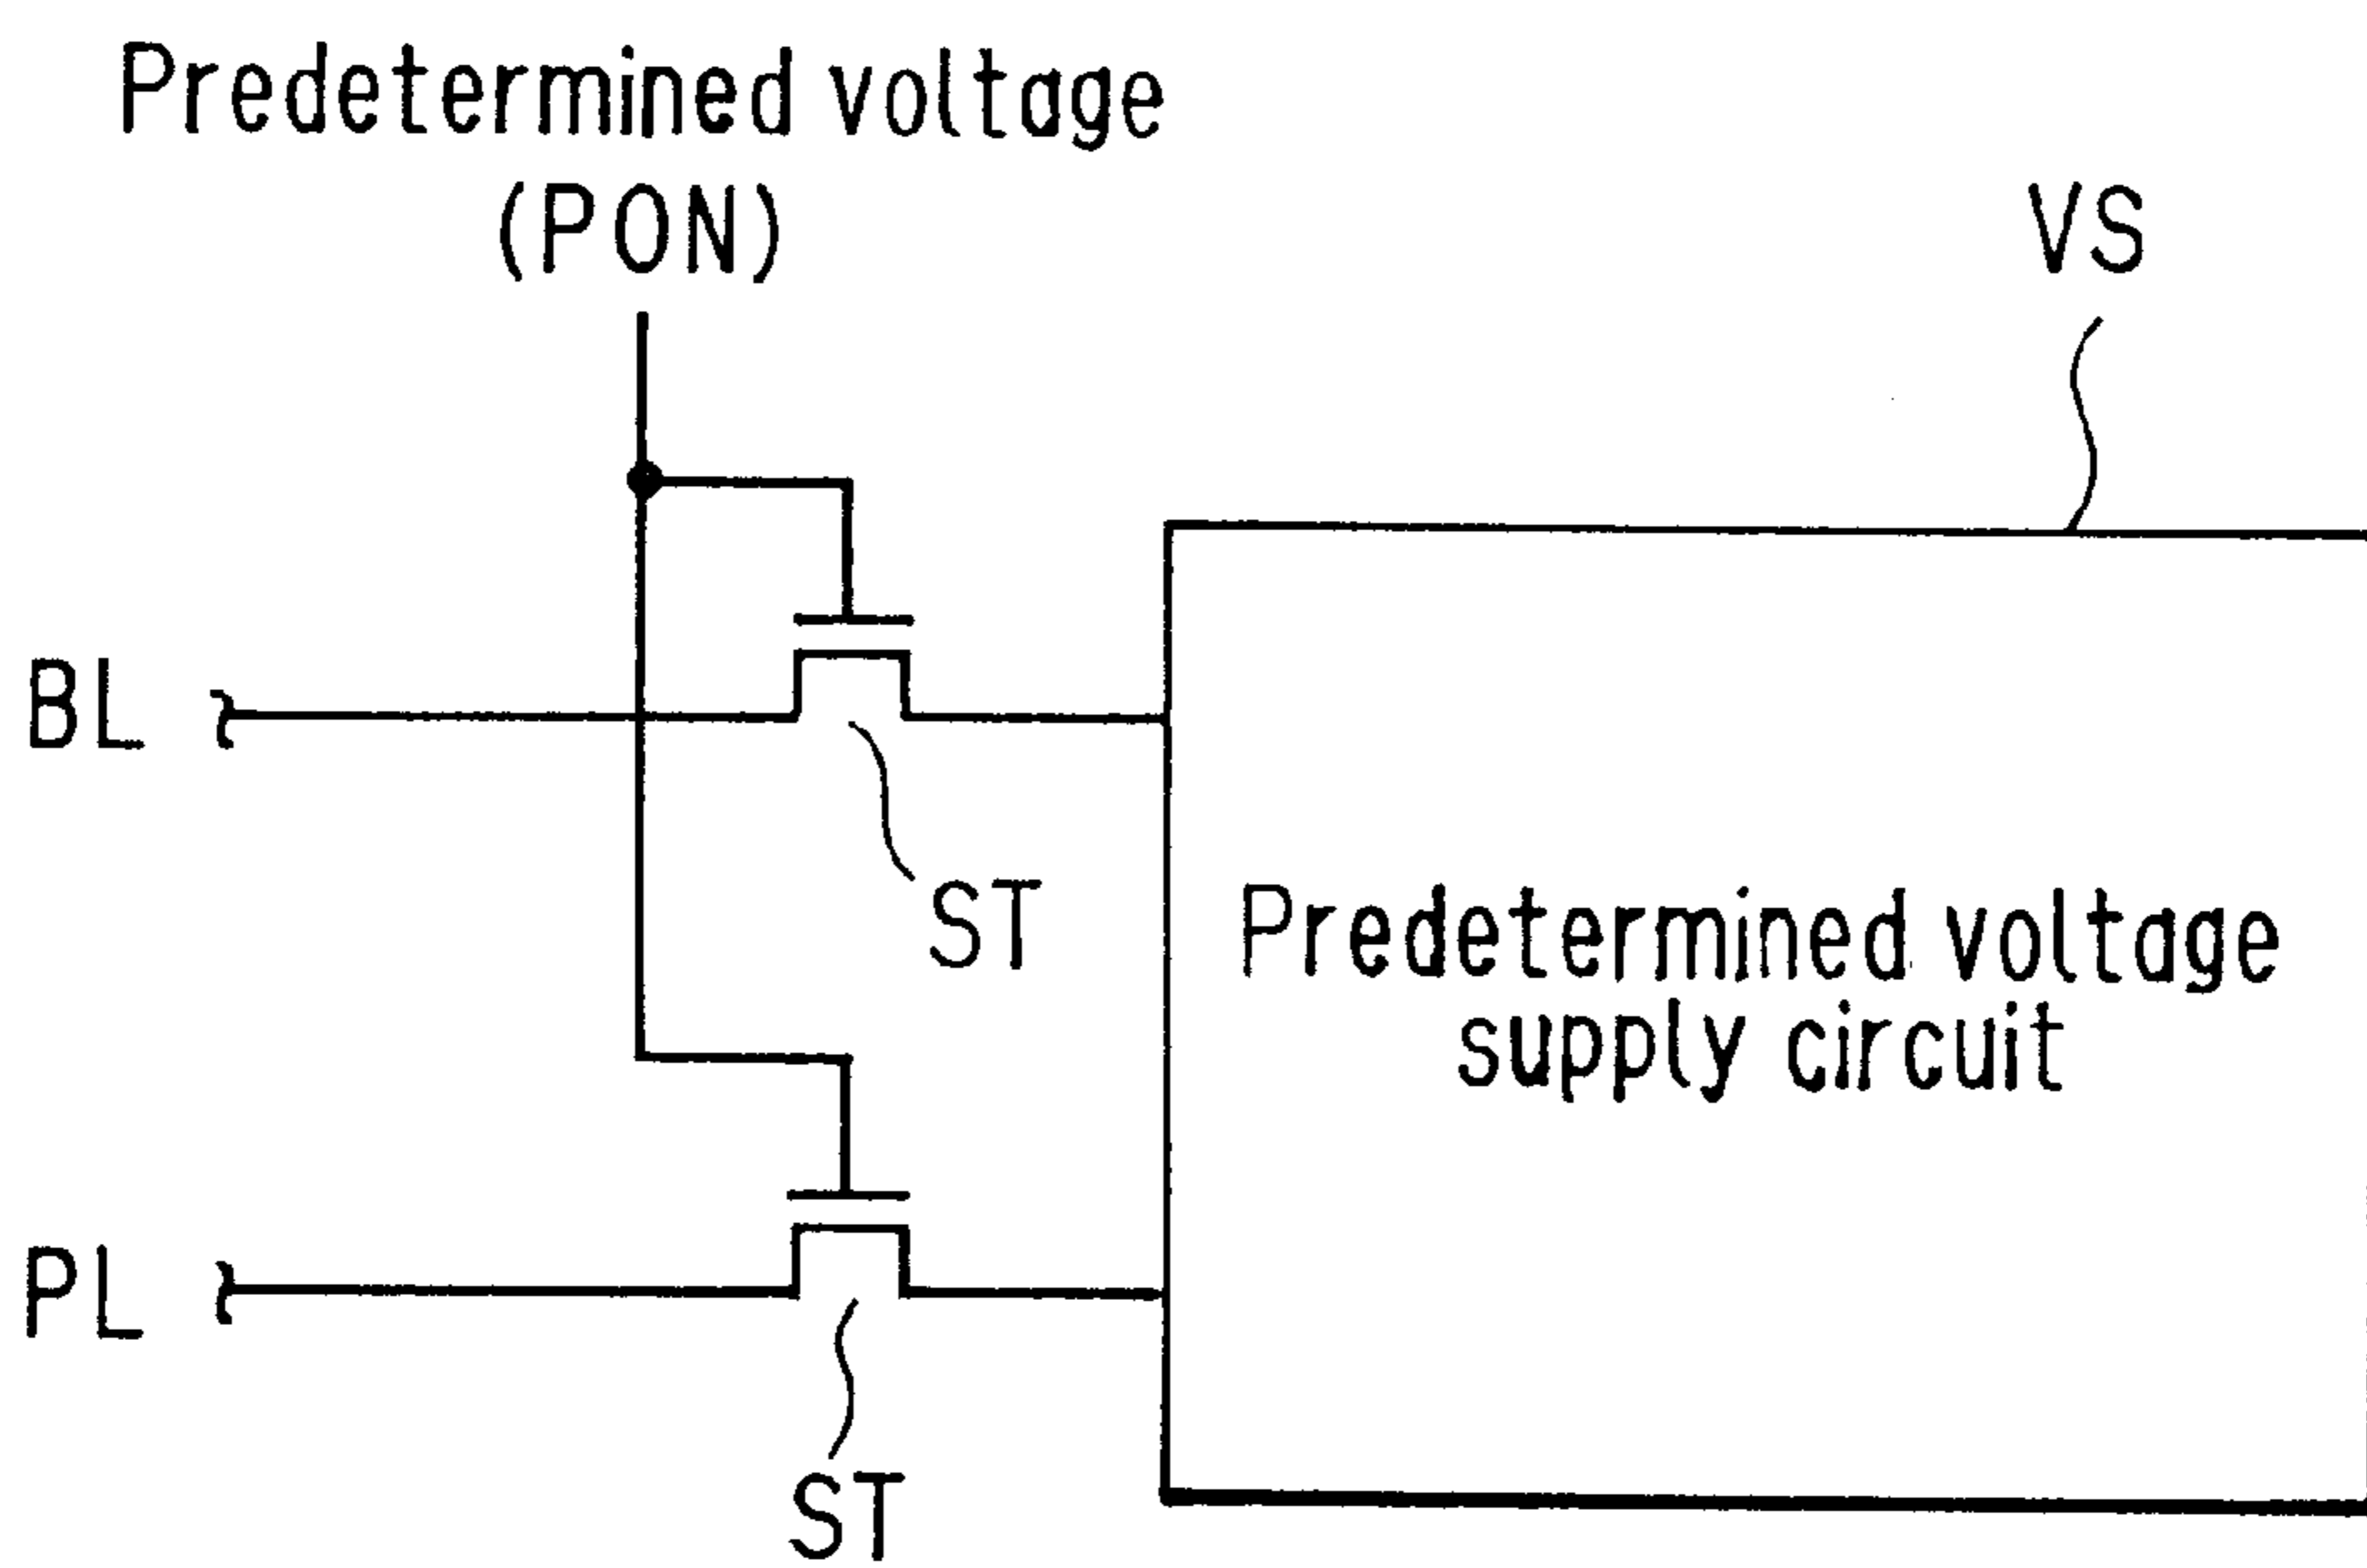 Predetermined voltage
(PON)
VS
BL
ST
Predetermined voltage
supply circuit
PL
ST